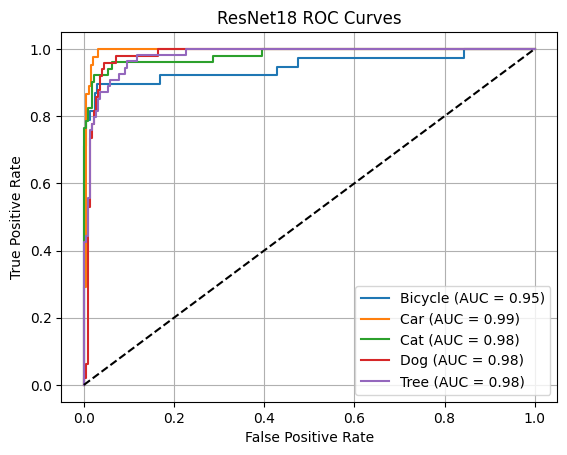 ResNet18 ROC Curves
True Positive Rate
1.0
0.8
0.6
0.4
0.2
0.0
Bicycle (AUC = 0.95)
Car (AUC = 0.99)
Cat (AUC = 0.98)
Dog (AUC = 0.98)
Tree (AUC = 0.98)
0.0 0.2 0.4 0.6 0.8 1.0
False Positive Rate